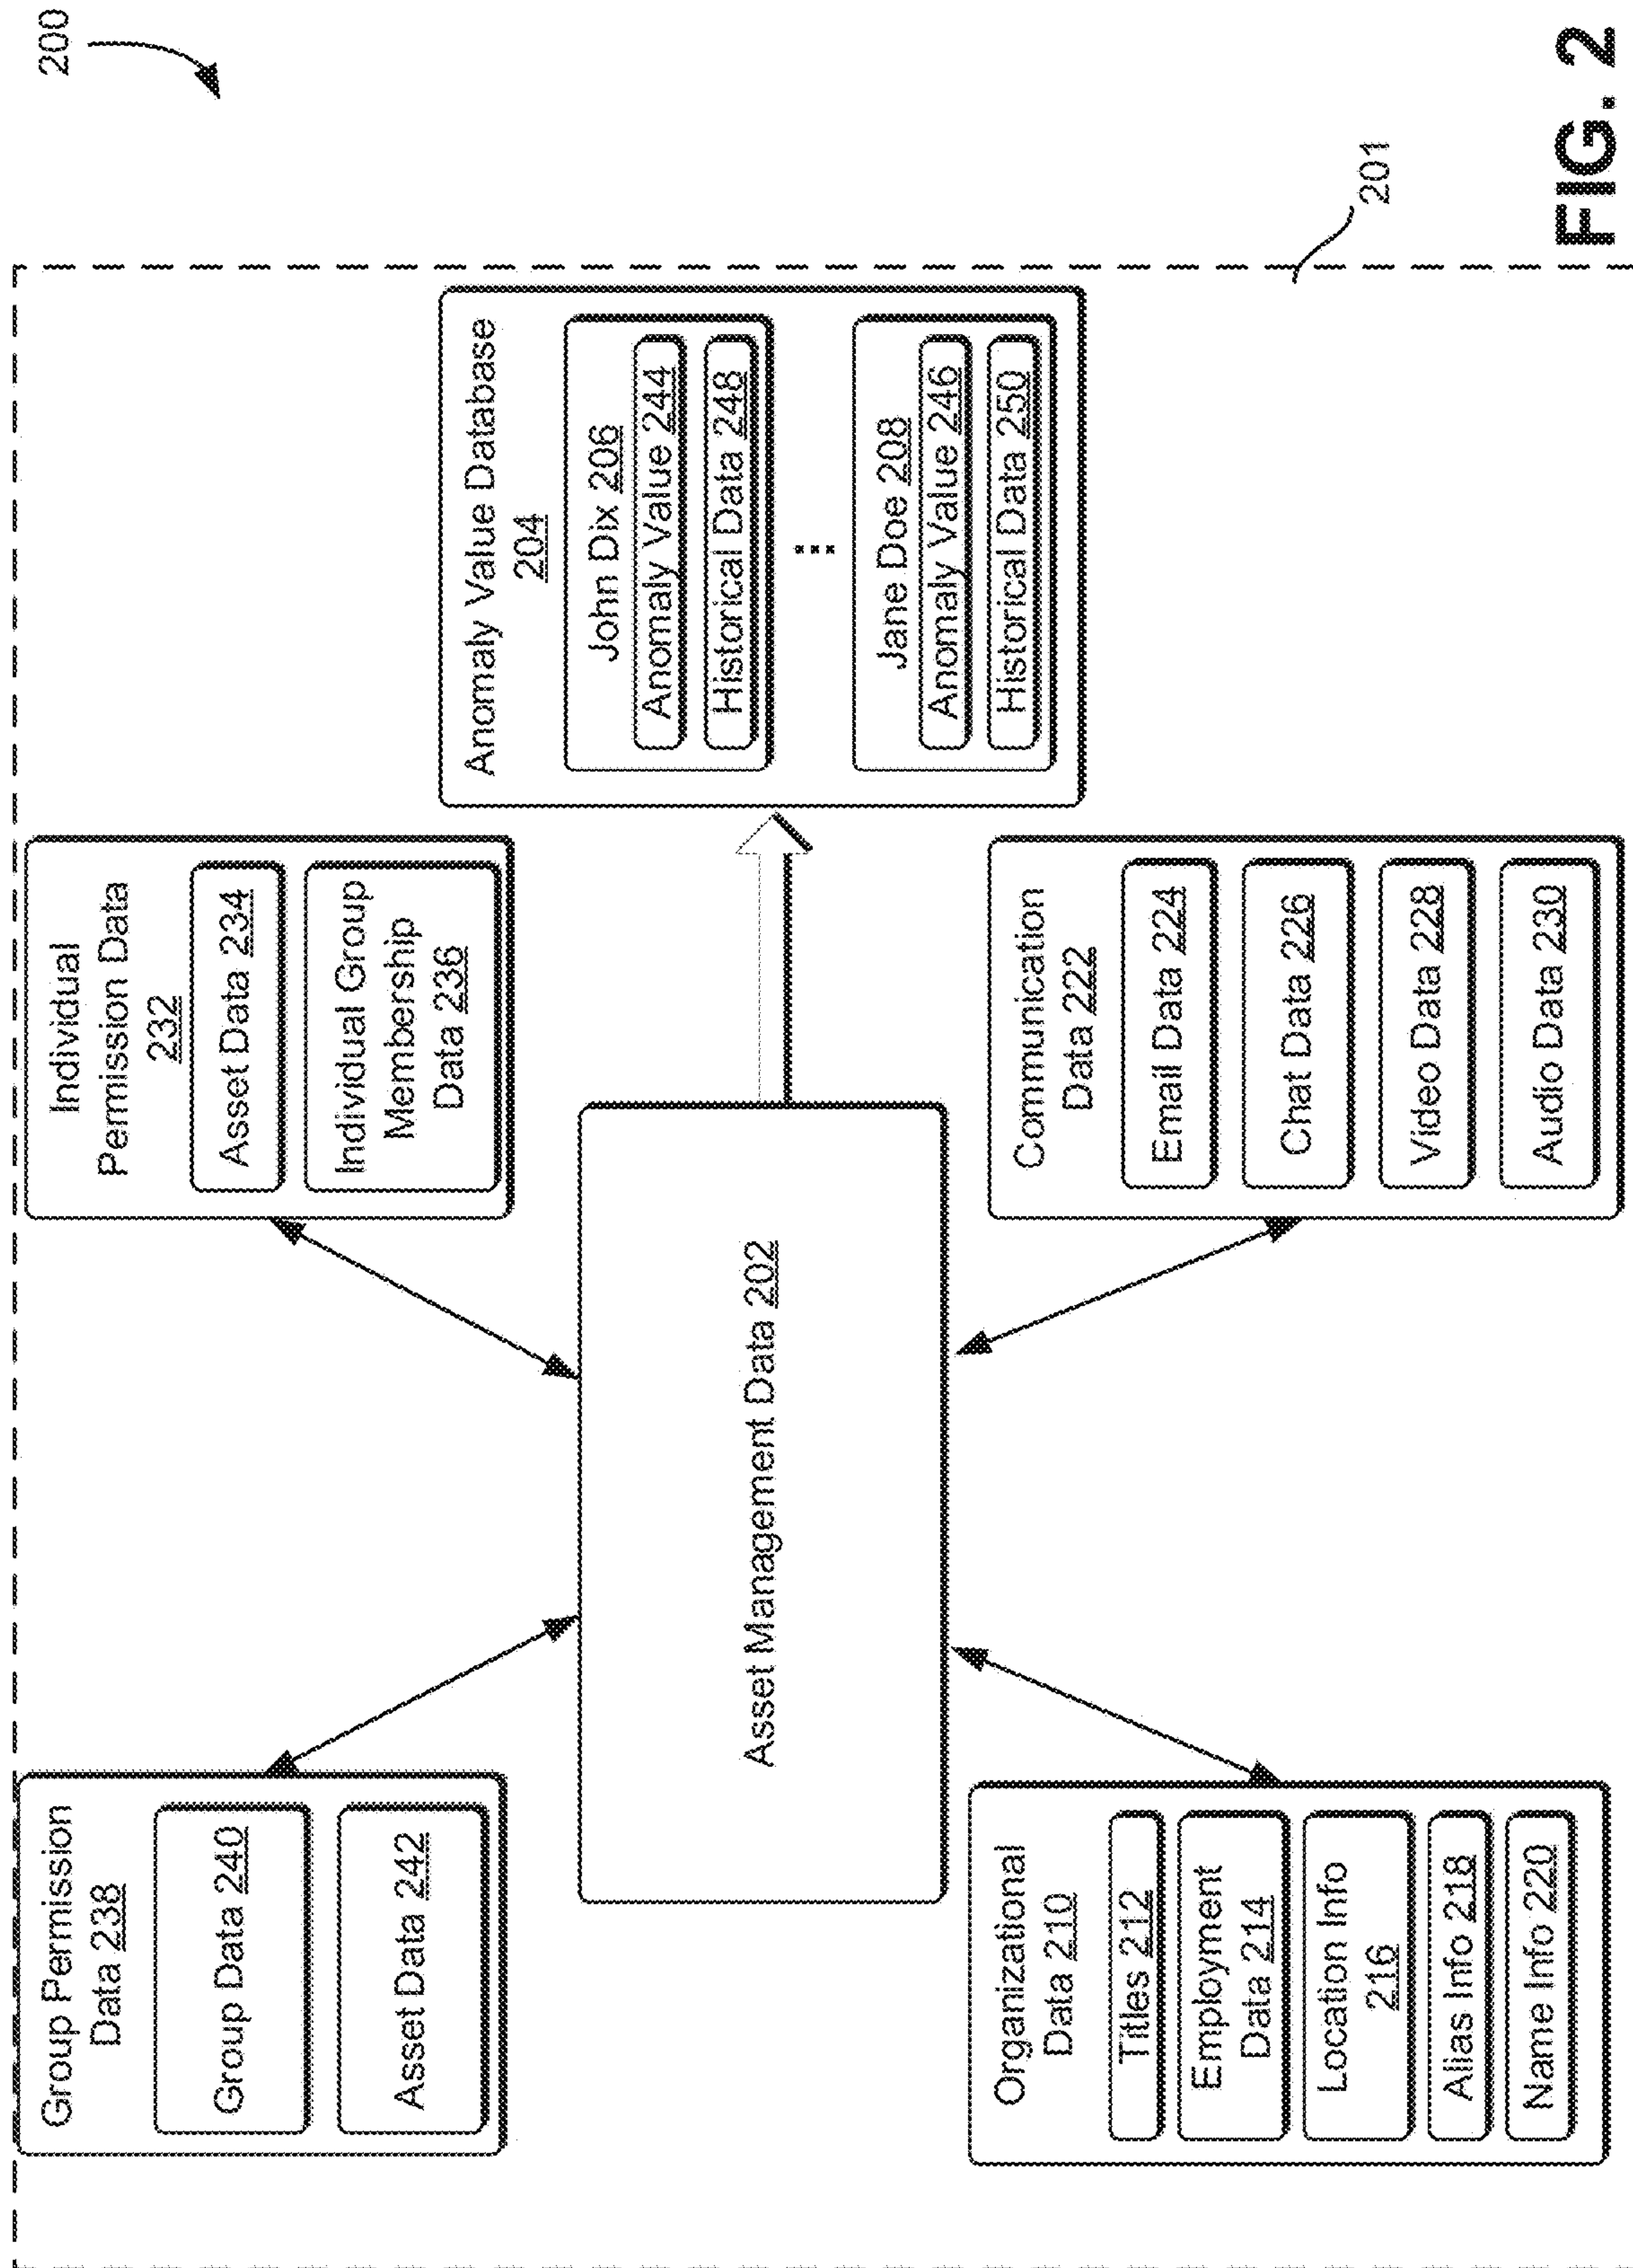 200
Group Permission
Data 238
Group Data 240
Asset Data 242
Individual
Permission Data
232
Asset Data 234
Individual Group
Membership
Data 236
Asset Management Data 202
Anomaly Value Database
204
John Dix 206
Anomaly Value 244
Historical Data 248
...
Jane Doe 208
Anomaly Value 246
Historical Data 250
Organizational
Data 210
Titles 212
Employment
Data 214
Location Info
216
Alias Info 218
Name Info 220
Communication
Data 222
Email Data 224
Chat Data 226
Video Data 228
Audio Data 230
201
FIG. 2